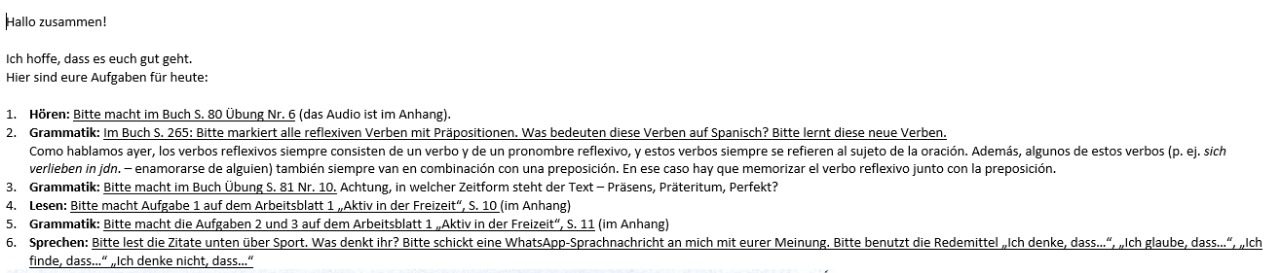 Hallo zusammen!
Ich hoffe, dass es euch gut geht.
Hier sind eure Aufgaben für heute:
1. Hören: Bitte macht im Buch S. 80 Übung Nr. 6 (das Audio ist im Anhang).
2. Grammatik: Im Buch S. 265: Bitte markiert alle reflexiven Verben mit Präpositionen. Was bedeuten diese Verben auf Spanisch? Bitte lernt diese neue Verben.
Como hablamos ayer, los verbos reflexivos siempre consisten de un verbo y de un pronombre reflexivo, y estos verbos siempre se refieren al sujeto de la oración. Además, algunos de estos verbos (p. ej. sich
verlieben in jdn. – enamorarse de alguien) también siempre van en combinación con una preposición. En ese caso hay que memorizar el verbo reflexivo junto con la preposición.
3. Grammatik: Bitte macht im Buch Übung S. 81 Nr. 10. Achtung, in welcher Zeitform steht der Text – Präsens, Präteritum, Perfekt?
4. Lesen: Bitte macht Aufgabe 1 auf dem Arbeitsblatt 1 „Aktiv in der Freizeit“, S. 10 (im Anhang)
5. Grammatik: Bitte macht die Aufgaben 2 und 3 auf dem Arbeitsblatt 1 „Aktiv in der Freizeit“, S. 11 (im Anhang)
6. Sprechen: Bitte lest die Zitate unten über Sport. Was denkt ihr? Bitte schickt eine WhatsApp-Sprachnachricht an mich mit eurer Meinung. Bitte benutzt die Redemittel „Ich denke, dass…“, „Ich glaube, dass…“, „Ich
finde, dass…“ „Ich denke nicht, dass…“